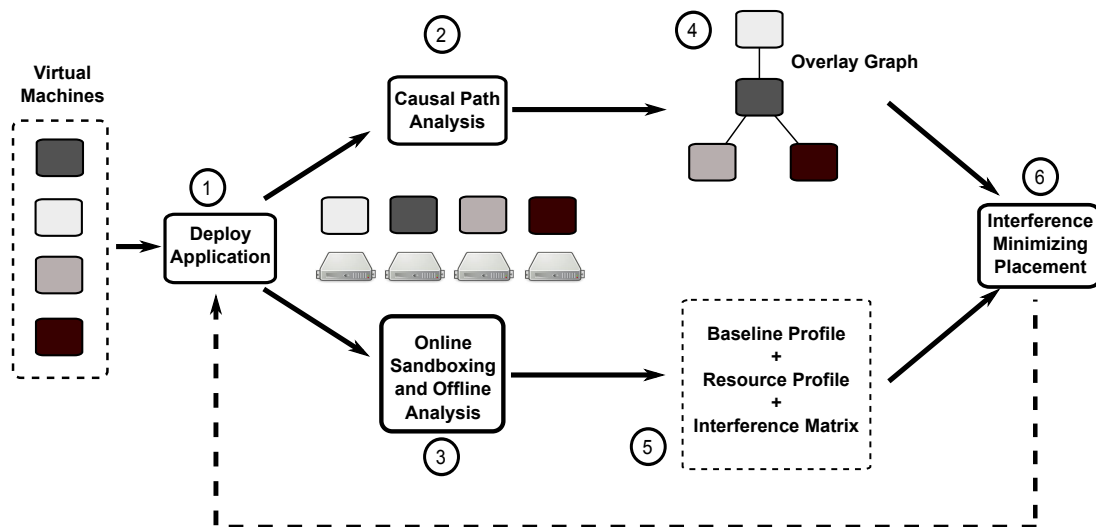 2
4
Overlay Graph
Virtual
Machines
Causal Path
Analysis
1
6
Deploy
Application
Interference
Minimizing
Placement
Online
Sandboxing
and Offline
Analysis
3
Baseline Profile
+
Resource Profile
+
Interference Matrix
5